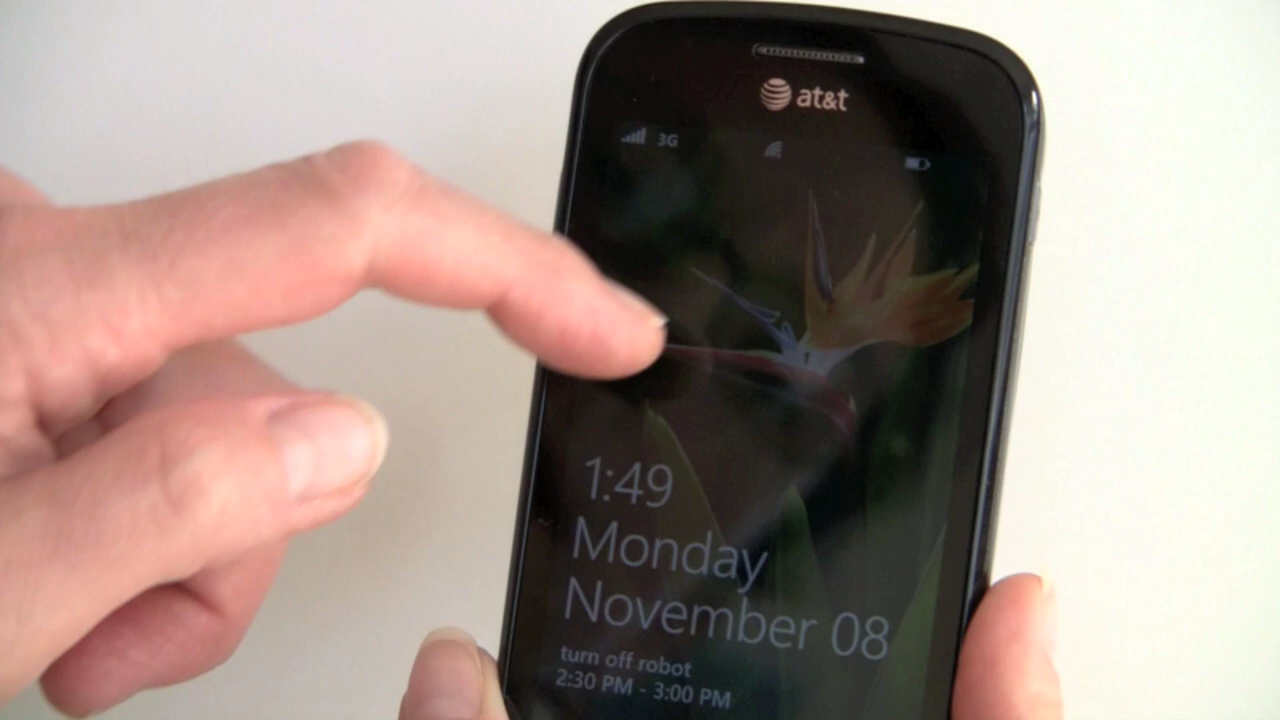 at&t
3G
1:49
Monday
November 08
turn off robot
2:30 PM - 3:00 PM